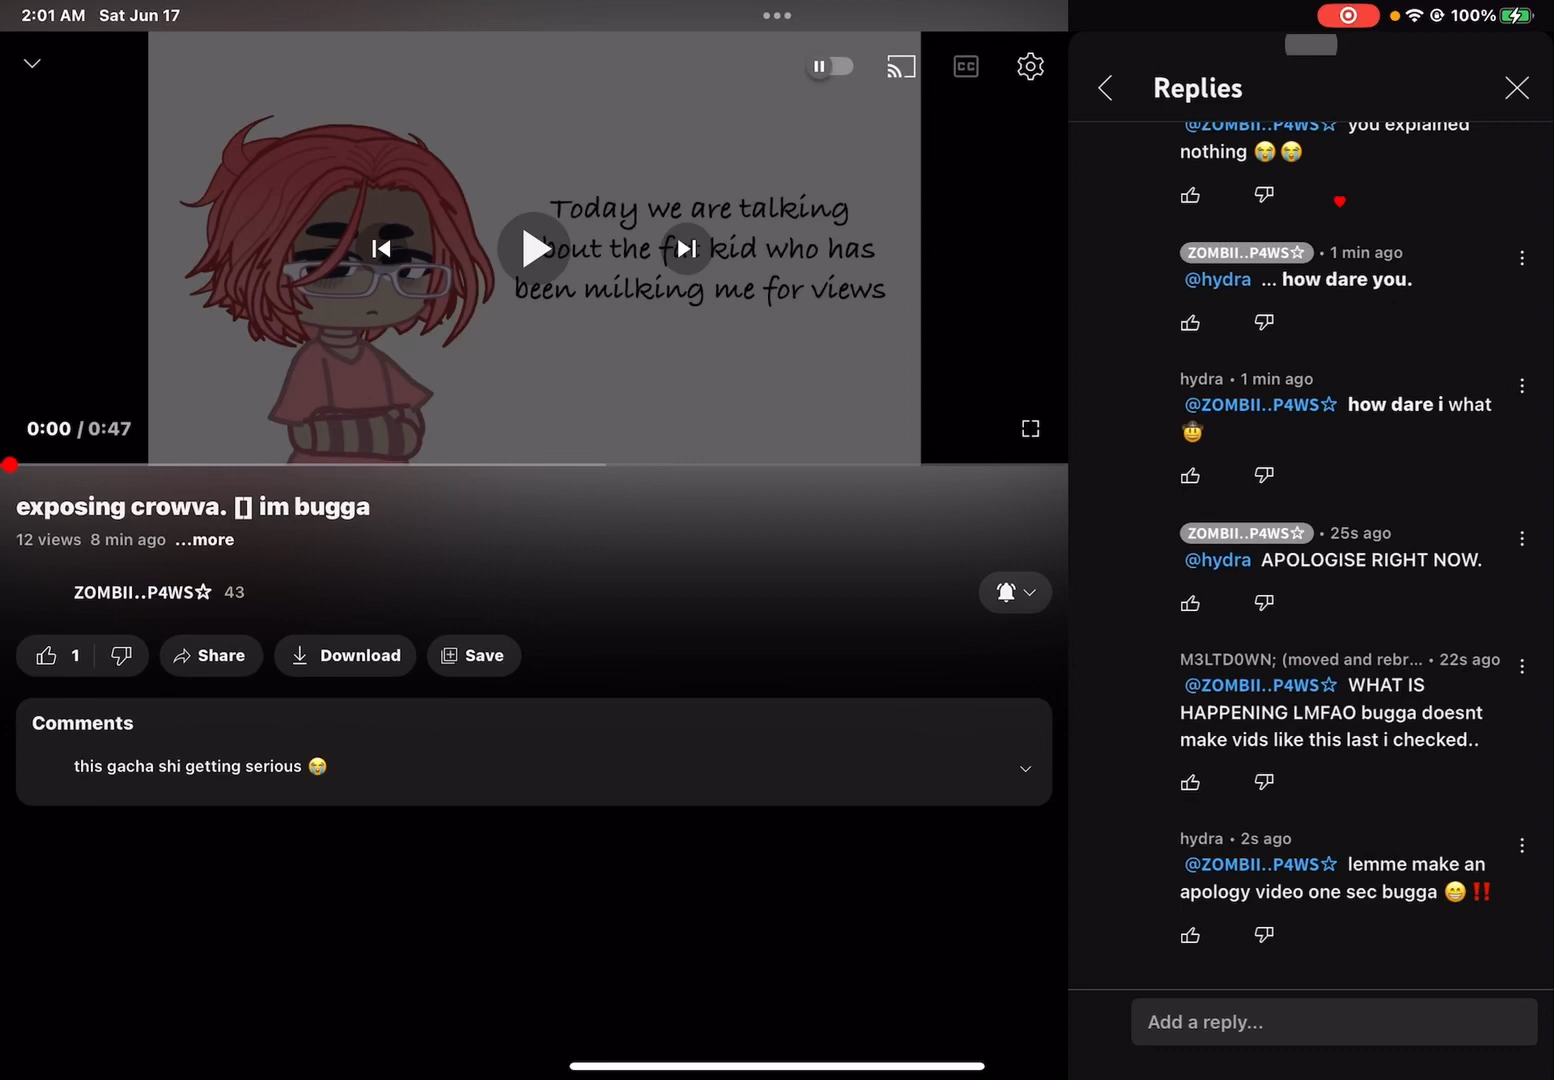 2:01 AM Sat Jun 17
100%
Today we are talking
about the fat kid who has
been milking me for views
CC
0:00 / 0:47
exposing crowva. [] im bugga
12 views 8 min ago ...more
ZOMBII..P4WS☆ 43
1
Share
Download
Save
Comments
this gacha shi getting serious 😭
Replies
@ZOMBII..P4WS☆ you explained
nothing 😭😭
ZOMBII..P4WS☆ • 1 min ago
@hydra ... how dare you.
hydra • 1 min ago
@ZOMBII..P4WS☆ how dare i what
🤠
ZOMBII..P4WS☆ • 25s ago
@hydra APOLOGISE RIGHT NOW.
M3LTD0WN; (moved and rebr... • 22s ago
@ZOMBII..P4WS☆ WHAT IS
HAPPENING LMFAO bugga doesnt
make vids like this last i checked..
hydra • 2s ago
@ZOMBII..P4WS☆ lemme make an
apology video one sec bugga 😁‼️
Add a reply...